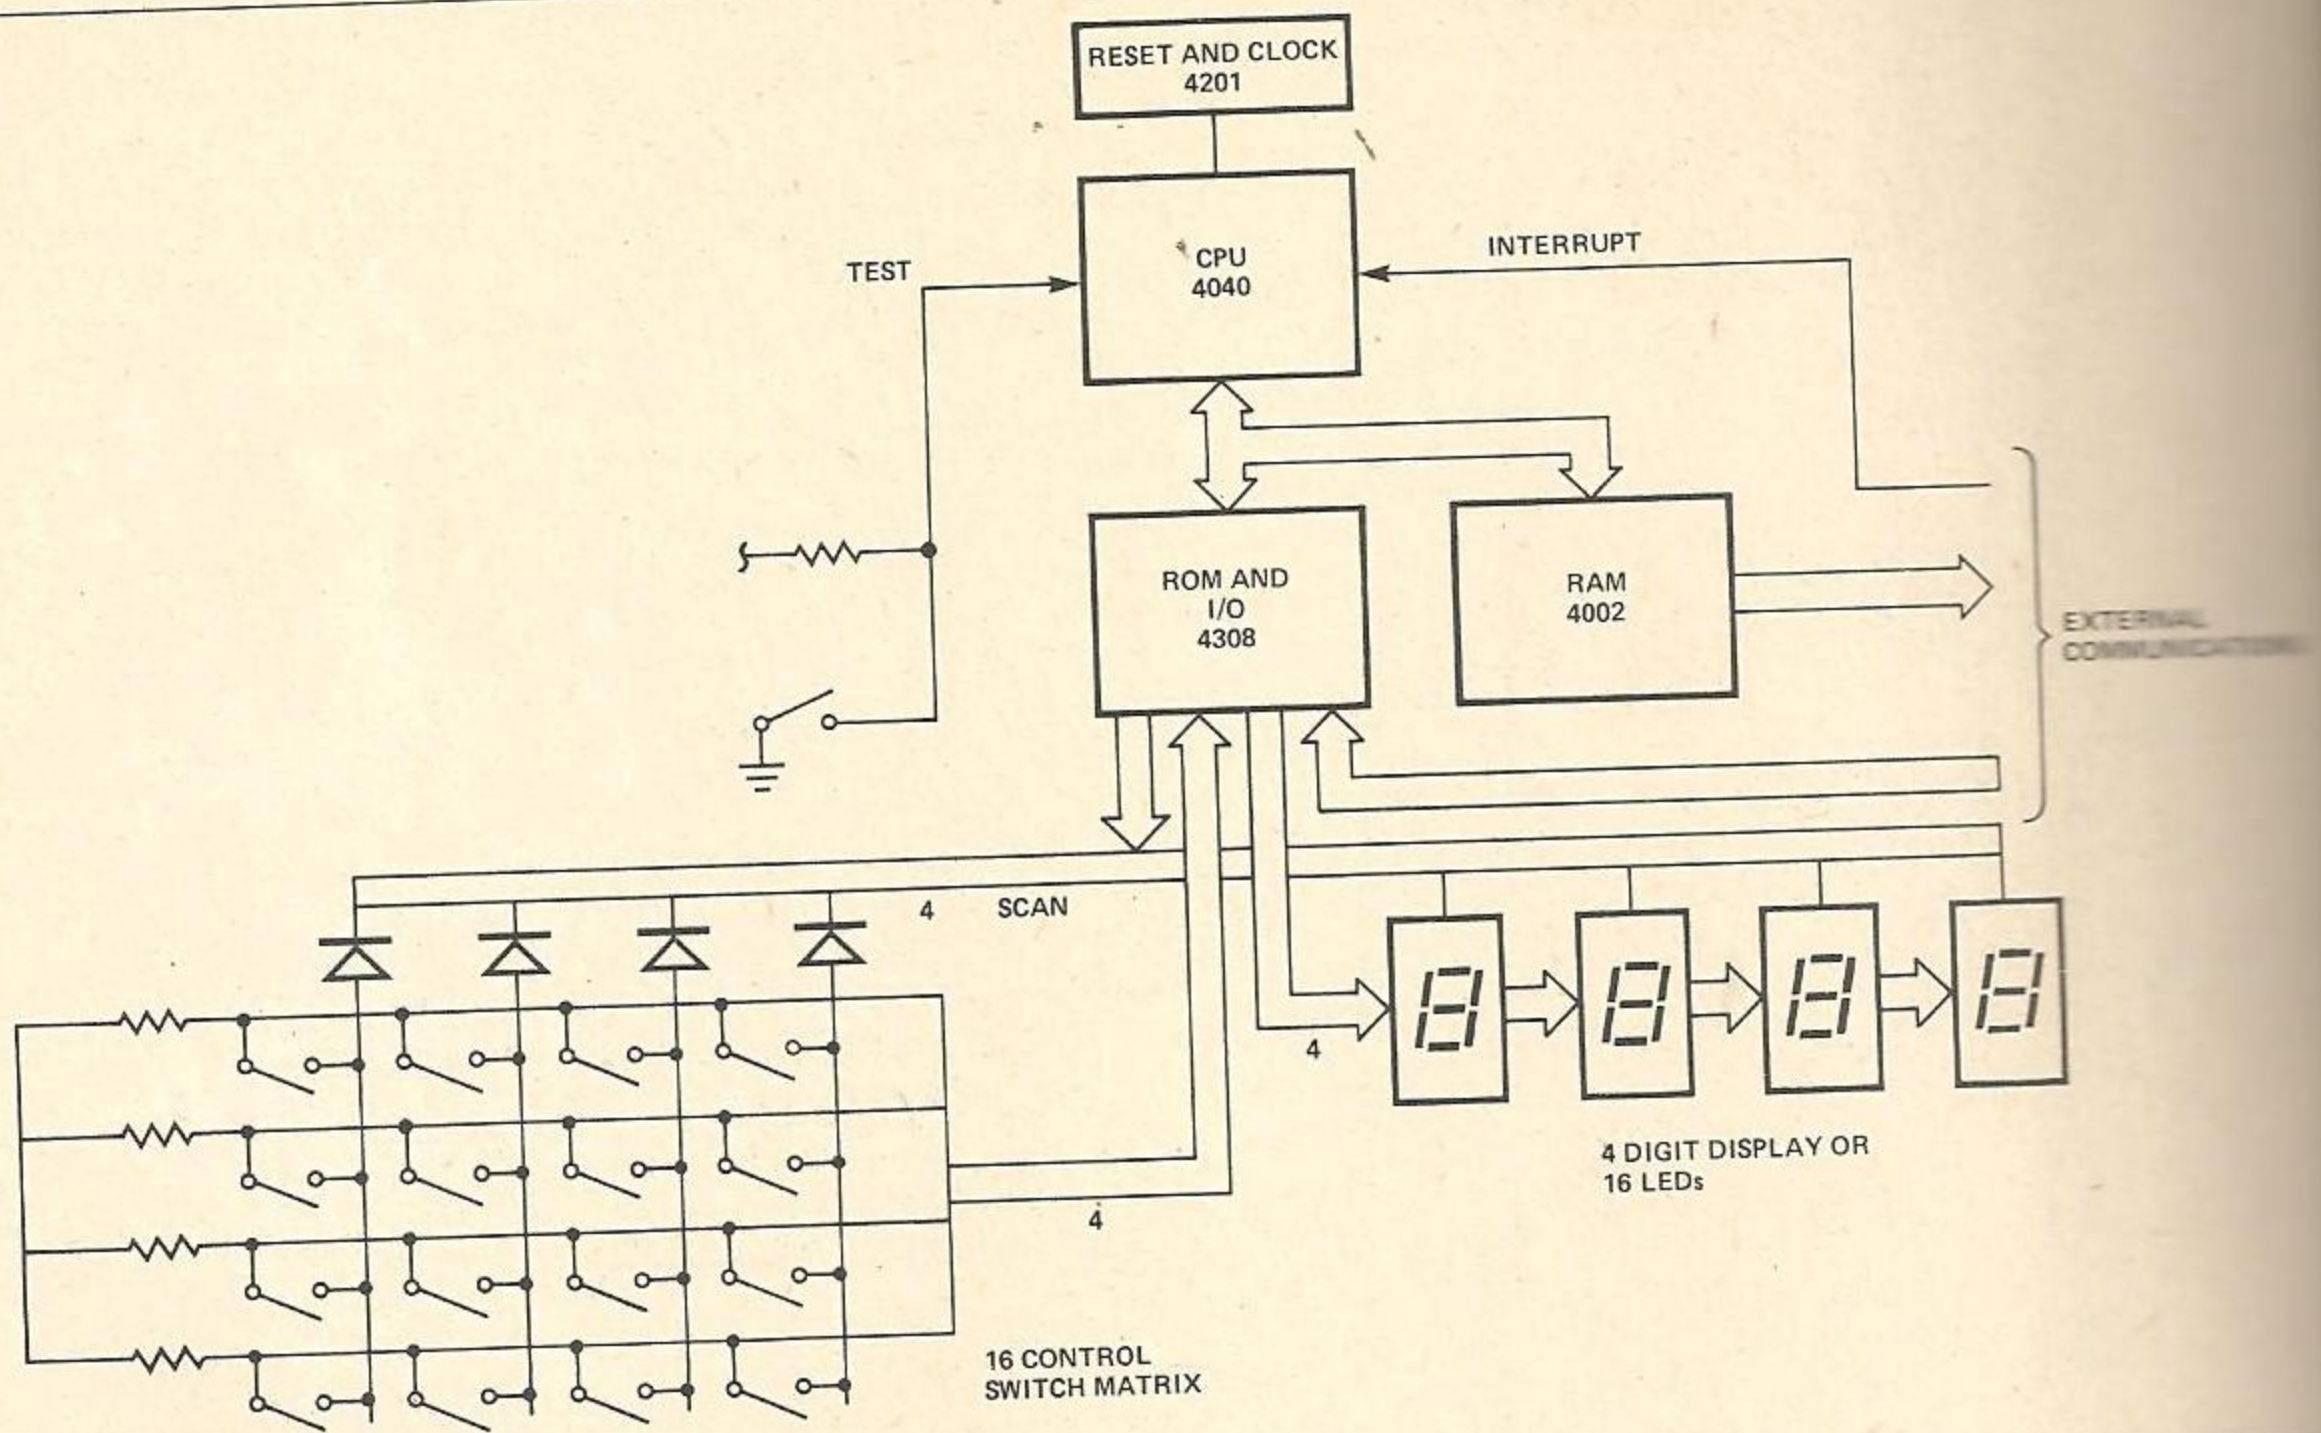 RESET AND CLOCK
4201
CPU
4040
TEST
INTERRUPT
ROM AND
I/O
4308
RAM
4002
EXTERNAL
COMMUNICATIONS
4
SCAN
4
4 DIGIT DISPLAY OR
16 LEDs
4
16 CONTROL
SWITCH MATRIX